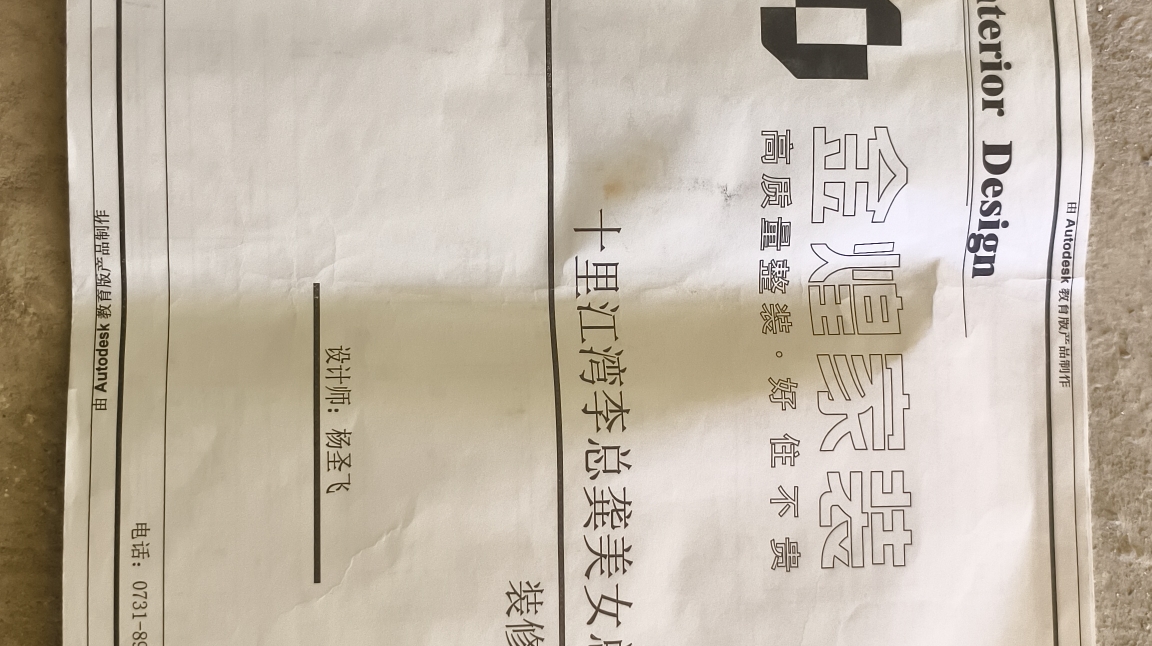 由 Autodesk 教育版产品制作
nterior Design
金煌家装
高质量整装·好住不贵
十里江湾李总龚美女
装修
设计师：杨圣飞
电话：0731-89
由 Autodesk 教育版产品制作